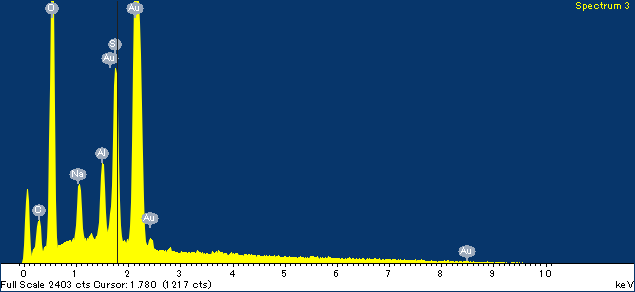 Spectrum 3
O
Au
Au
Al
Na
Au
Au
0 1 2 3 4 5 6 7 8 9 10
Full Scale 2403 cts Cursor: 1.780 (1217 cts) keV